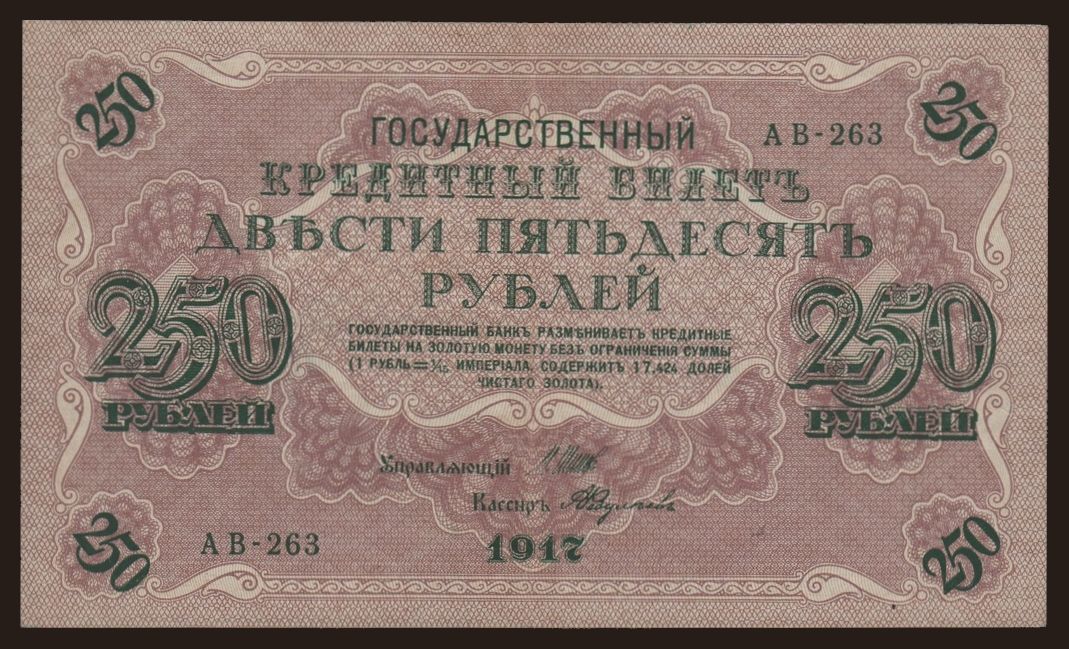 250 250
ГОСУДАРСТВЕННЫЙ АВ-263
КРЕДИТНЫЙ БИЛЕТЪ
ДВѢСТИ ПЯТЬДЕСЯТЪ
РУБЛЕЙ
250 250
РУБЛЕЙ РУБЛЕЙ
ГОСУДАРСТВЕННЫЙ БАНКЪ РАЗМѢНИВАЕТЪ КРЕДИТНЫЕ
БИЛЕТЫ НА ЗОЛОТУЮ МОНЕТУ БЕЗЪ ОГРАНИЧЕНІЯ СУММЫ
(1 РУБЛЬ = 1/15 ИМПЕРІАЛА, СОДЕРЖИТЪ 17,424 ДОЛЕЙ
ЧИСТАГО ЗОЛОТА).
Управляющій
Кассиръ
АВ-263 1917
250 250